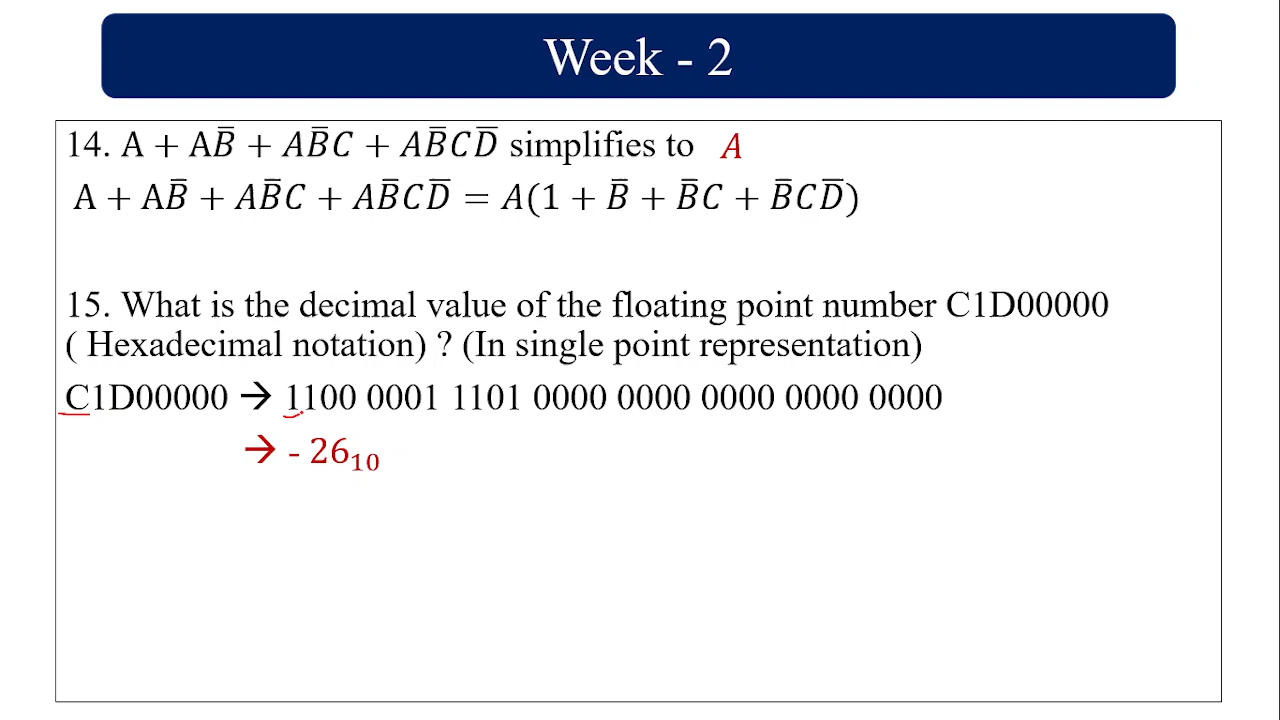 Week - 2
14. A + AB̅ + AB̅C + AB̅CD̅ simplifies to A
A + AB̅ + AB̅C + AB̅CD̅ = A(1 + B̅ + B̅C + B̅CD̅)
15. What is the decimal value of the floating point number C1D00000
( Hexadecimal notation) ? (In single point representation)
C1D00000 → 1100 0001 1101 0000 0000 0000 0000 0000
→ - 26₁₀